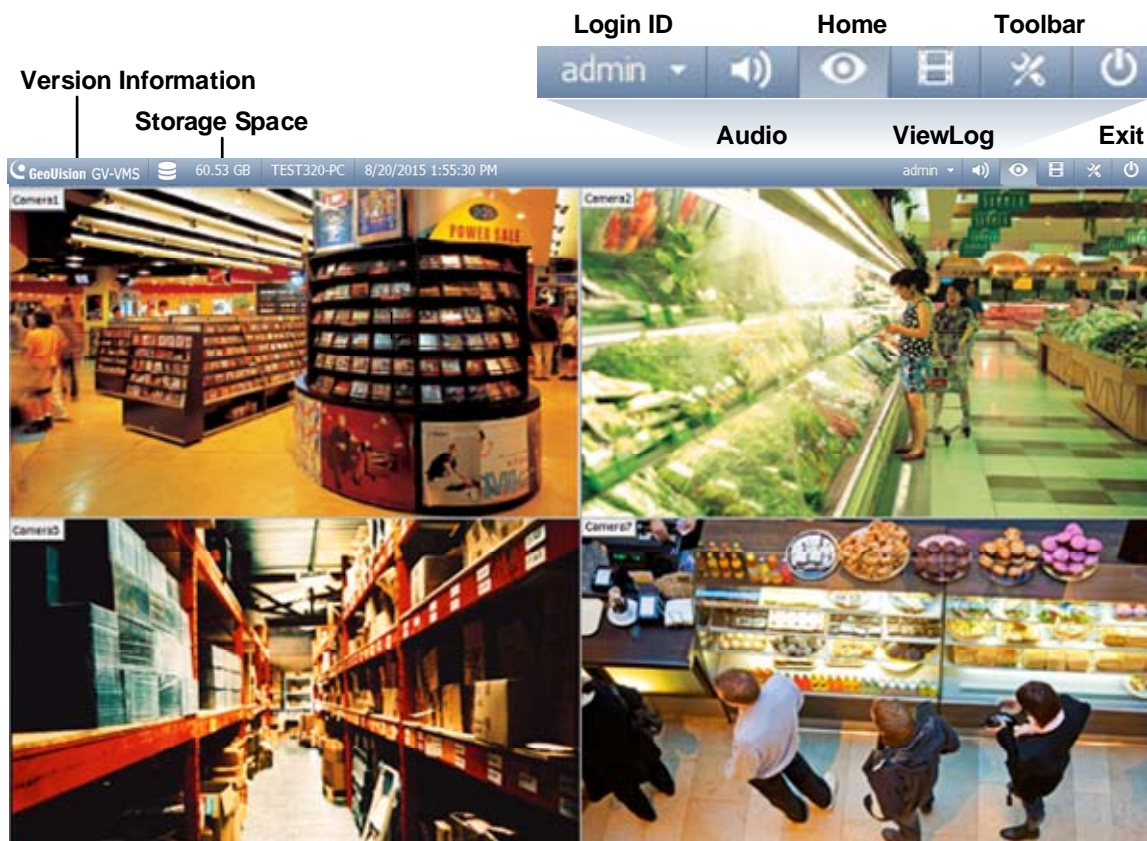 Login ID Home Toolbar
admin
Version Information
Storage Space
Audio ViewLog Exit
GeoVision GV-VMS 60.53 GB TEST320-PC 8/20/2015 1:55:30 PM admin
Camera1 Camera2
POWER SALE
Camera7